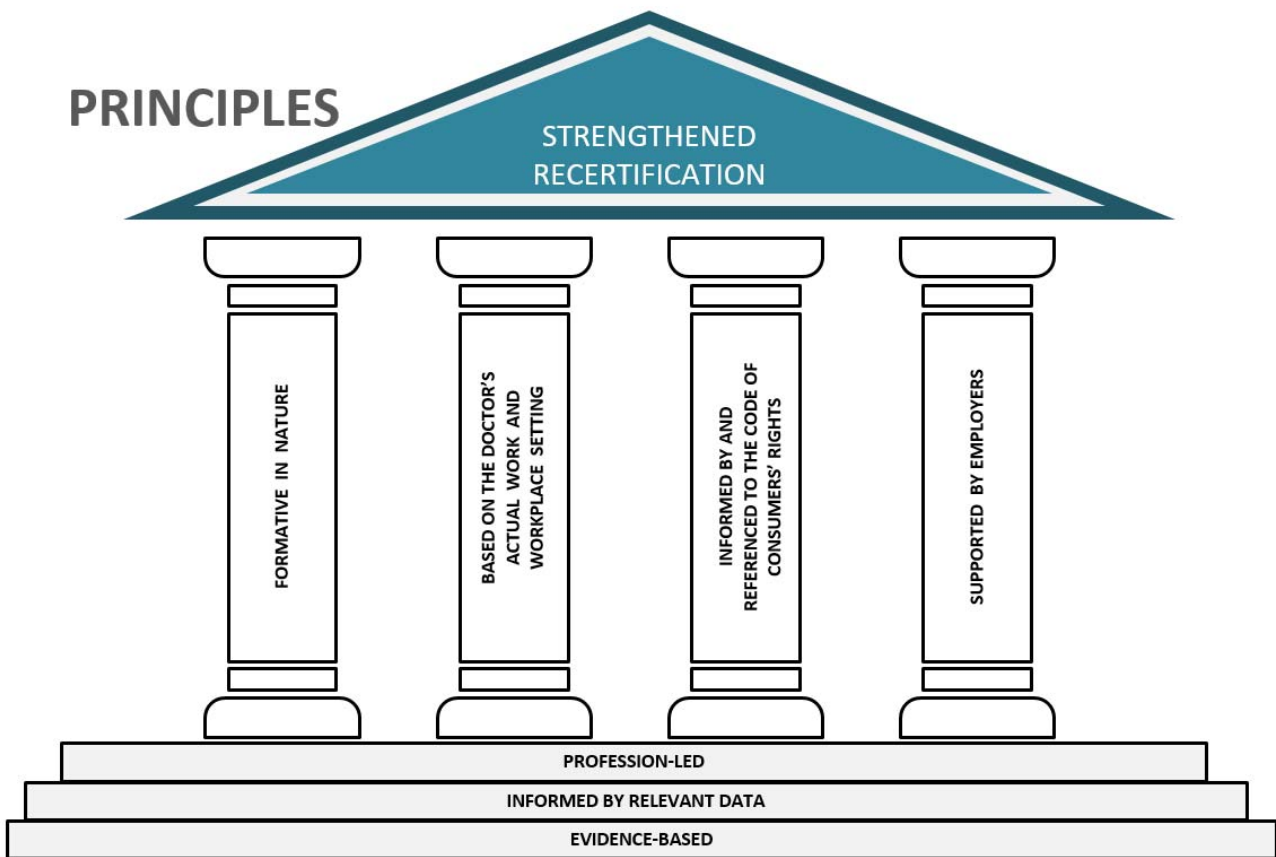 PRINCIPLES
STRENGTHENED
RECERTIFICATION
FORMATIVE IN NATURE
BASED ON THE DOCTOR'S
ACTUAL WORK AND
WORKPLACE SETTING
INFORMED BY AND
REFERENCED TO THE CODE OF
CONSUMERS' RIGHTS
SUPPORTED BY EMPLOYERS
PROFESSION-LED
INFORMED BY RELEVANT DATA
EVIDENCE-BASED